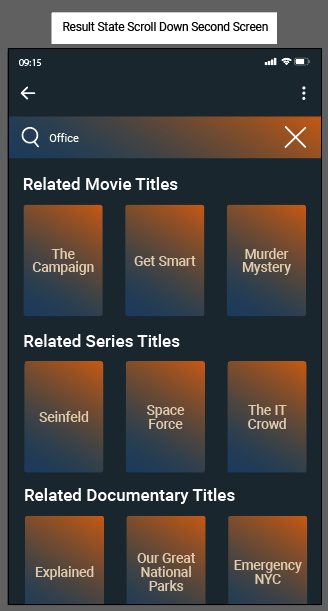 Result State Scroll Down Second Screen
09:15
Office
Related Movie Titles
The
Campaign
Get Smart
Murder
Mystery
Related Series Titles
Seinfeld
Space
Force
The IT
Crowd
Related Documentary Titles
Explained
Our Great
National
Parks
Emergency
NYC